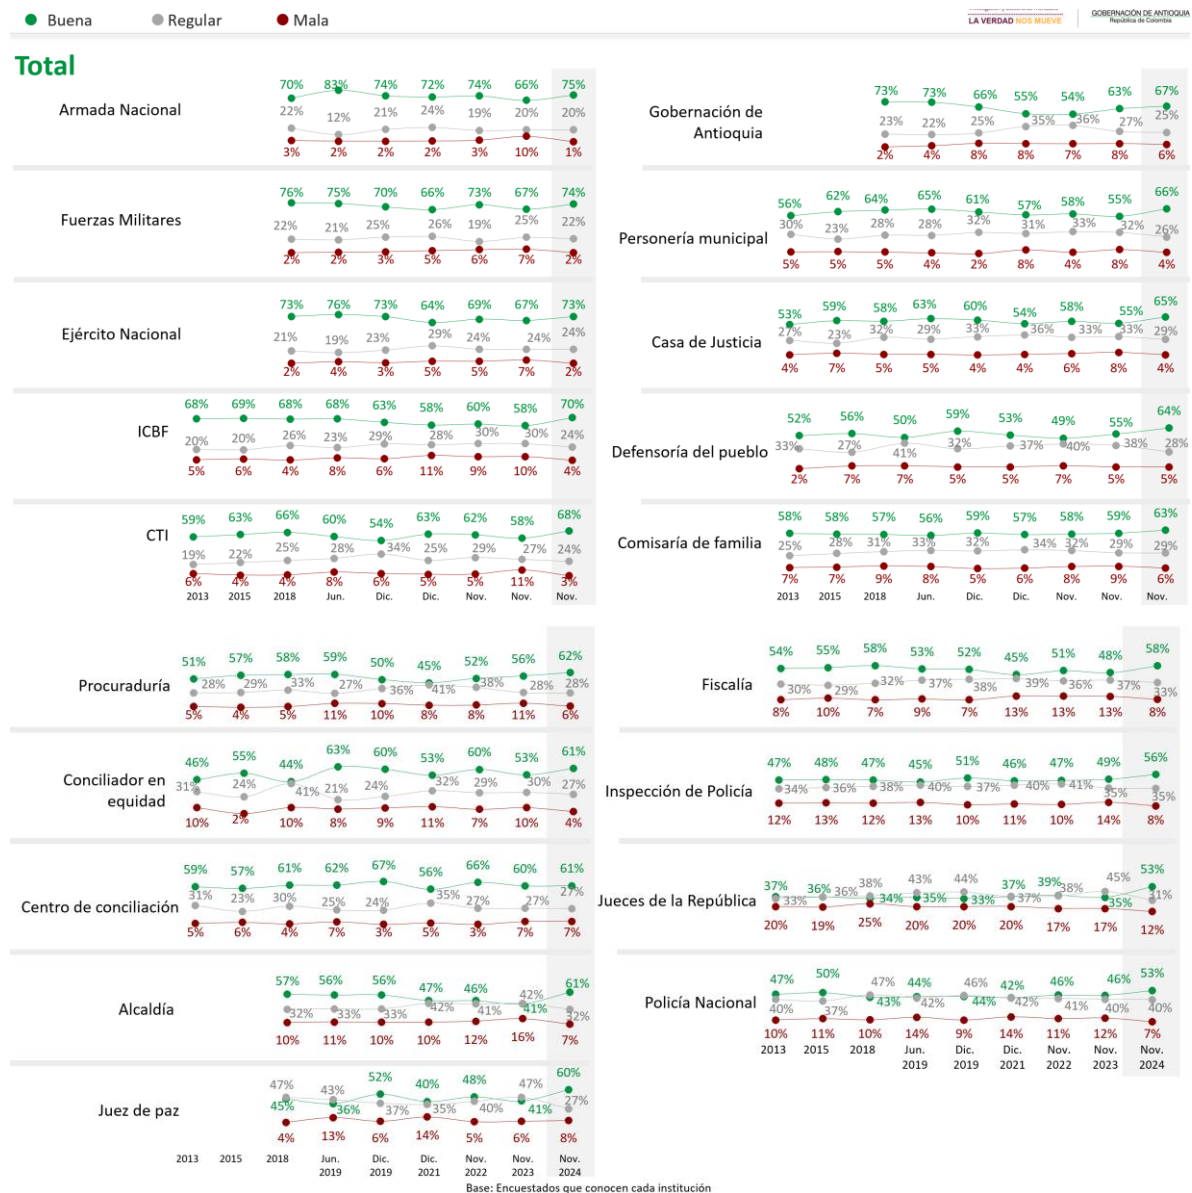 Buena
Regular
Mala
LA VERDAD NOS MUEVE
GOBERNACIÓN DE ANTIOQUIA
República de Colombia
Total
Armada Nacional
70% 83% 74% 72% 74% 66% 75%
22% 12% 21% 24% 19% 20% 20%
3% 2% 2% 2% 3% 10% 1%
Fuerzas Militares
76% 75% 70% 66% 73% 67% 74%
22% 21% 25% 26% 19% 25% 22%
2% 2% 3% 5% 6% 7% 2%
Ejército Nacional
73% 76% 73% 64% 69% 67% 73%
21% 19% 23% 29% 24% 24% 24%
2% 4% 3% 5% 5% 7% 2%
ICBF
68% 69% 68% 68% 63% 58% 60% 58% 70%
20% 20% 26% 23% 29% 28% 30% 30% 24%
5% 6% 4% 8% 6% 11% 9% 10% 4%
CTI
59% 63% 66% 60% 54% 63% 62% 58% 68%
19% 22% 25% 28% 34% 25% 29% 27% 24%
6% 4% 4% 8% 6% 5% 5% 11% 3%
2013 2015 2018 Jun. Dic. Dic. Nov. Nov. Nov.
Gobernación de
Antioquia
73% 73% 66% 55% 54% 63% 67%
23% 22% 25% 35% 36% 27% 25%
2% 4% 8% 8% 7% 8% 6%
Personería municipal
56% 62% 64% 65% 61% 57% 58% 55% 66%
30% 23% 28% 28% 32% 31% 33% 32% 26%
5% 5% 5% 4% 2% 8% 4% 8% 4%
Casa de Justicia
53% 59% 58% 63% 60% 54% 58% 55% 65%
27% 23% 32% 29% 33% 36% 33% 33% 29%
4% 7% 5% 5% 4% 4% 6% 8% 4%
Defensoría del pueblo
52% 56% 50% 59% 53% 49% 55% 64%
33% 27% 41% 32% 37% 40% 38% 28%
2% 7% 7% 5% 5% 7% 5% 5%
Comisaría de familia
58% 58% 57% 56% 59% 57% 58% 59% 63%
25% 28% 31% 33% 32% 34% 32% 29% 29%
7% 7% 9% 8% 5% 6% 8% 9% 6%
2013 2015 2018 Jun. Dic. Dic. Nov. Nov. Nov.
Procuraduría
51% 57% 58% 59% 50% 45% 52% 56% 62%
28% 29% 33% 27% 36% 41% 38% 28% 28%
5% 4% 5% 11% 10% 8% 8% 11% 6%
Conciliador en
equidad
46% 55% 44% 63% 60% 53% 60% 53% 61%
31% 24% 41% 21% 24% 32% 29% 30% 27%
10% 2% 10% 8% 9% 11% 7% 10% 4%
Centro de conciliación
59% 57% 61% 62% 67% 56% 66% 60% 61%
31% 23% 30% 25% 24% 35% 27% 27% 27%
5% 6% 4% 7% 3% 5% 3% 7% 7%
Alcaldía
57% 56% 56% 47% 46% 41% 61%
32% 33% 33% 42% 41% 42% 32%
10% 11% 10% 10% 12% 16% 7%
Juez de paz
45% 36% 52% 40% 48% 41% 60%
47% 43% 37% 35% 40% 47% 27%
4% 13% 6% 14% 5% 6% 8%
2013 2015 2018 Jun. Dic. Dic. Nov. Nov. Nov.
2019 2019 2021 2022 2023 2024
Fiscalía
54% 55% 58% 53% 52% 45% 51% 48% 58%
30% 29% 32% 37% 38% 39% 36% 37% 33%
8% 10% 7% 9% 7% 13% 13% 13% 8%
Inspección de Policía
47% 48% 47% 45% 51% 46% 47% 49% 56%
34% 36% 38% 40% 37% 40% 41% 35% 35%
12% 13% 12% 13% 10% 11% 10% 14% 8%
Jueces de la República
37% 36% 34% 35% 33% 37% 39% 35% 53%
33% 36% 38% 43% 44% 37% 38% 45% 31%
20% 19% 25% 20% 20% 20% 17% 17% 12%
Policía Nacional
47% 50% 43% 44% 44% 42% 46% 46% 53%
40% 37% 47% 42% 46% 42% 41% 40% 40%
10% 11% 10% 14% 9% 14% 11% 12% 7%
2013 2015 2018 Jun. Dic. Dic. Nov. Nov. Nov.
2019 2019 2021 2022 2023 2024
Base: Encuestados que conocen cada institución